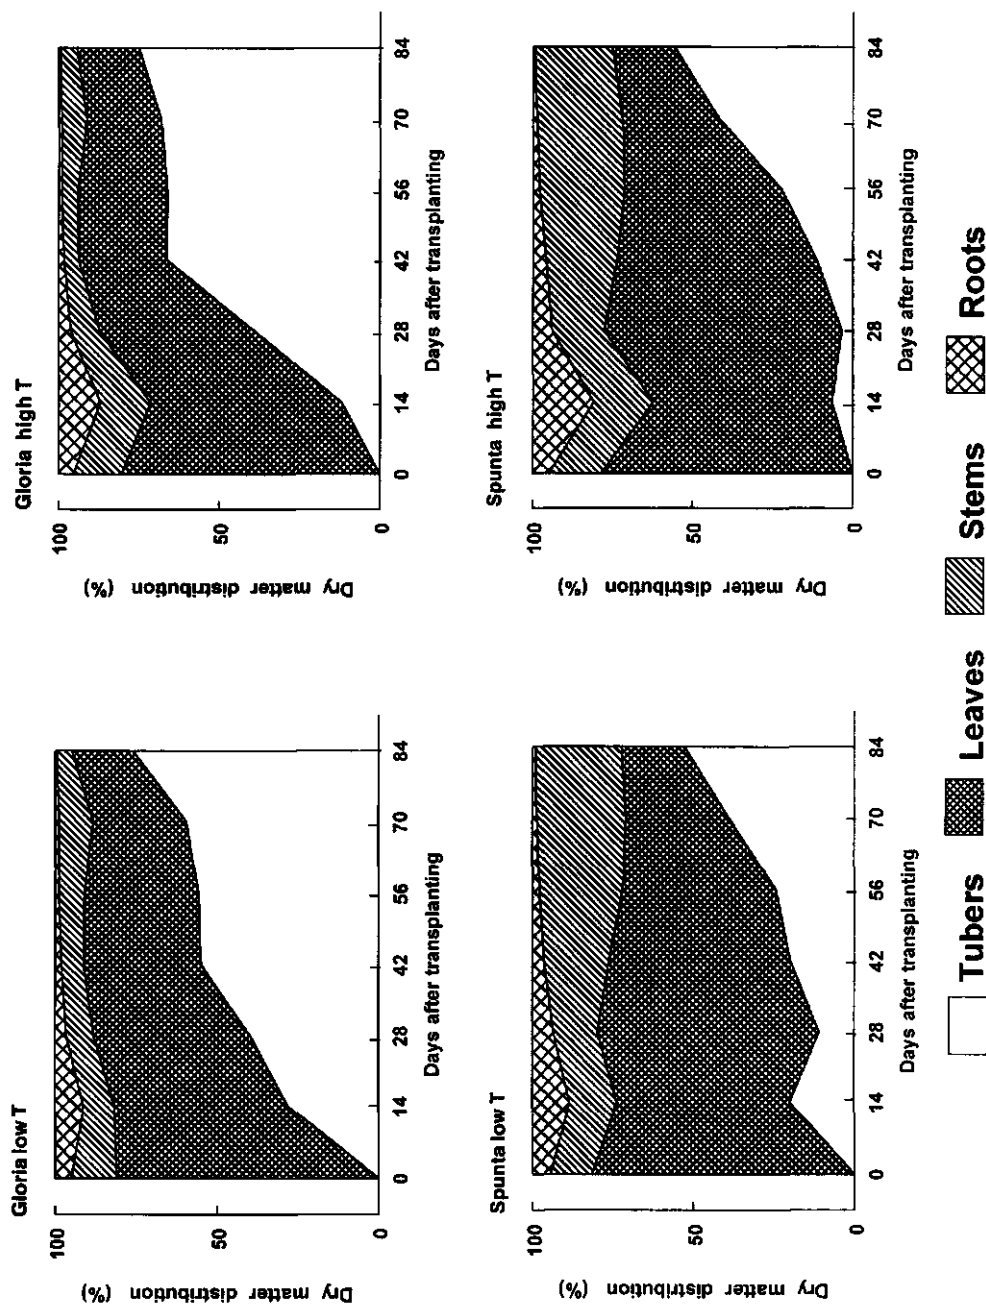 Gloria low T
100
50
0
Dry matter distribution (%)
0 14 28 42 56 70 84
Days after transplanting
Gloria high T
100
50
0
Dry matter distribution (%)
0 14 28 42 56 70 84
Days after transplanting
Spunta low T
100
50
0
Dry matter distribution (%)
0 14 28 42 56 70 84
Days after transplanting
Spunta high T
100
50
0
Dry matter distribution (%)
0 14 28 42 56 70 84
Days after transplanting
Tubers Leaves Stems Roots